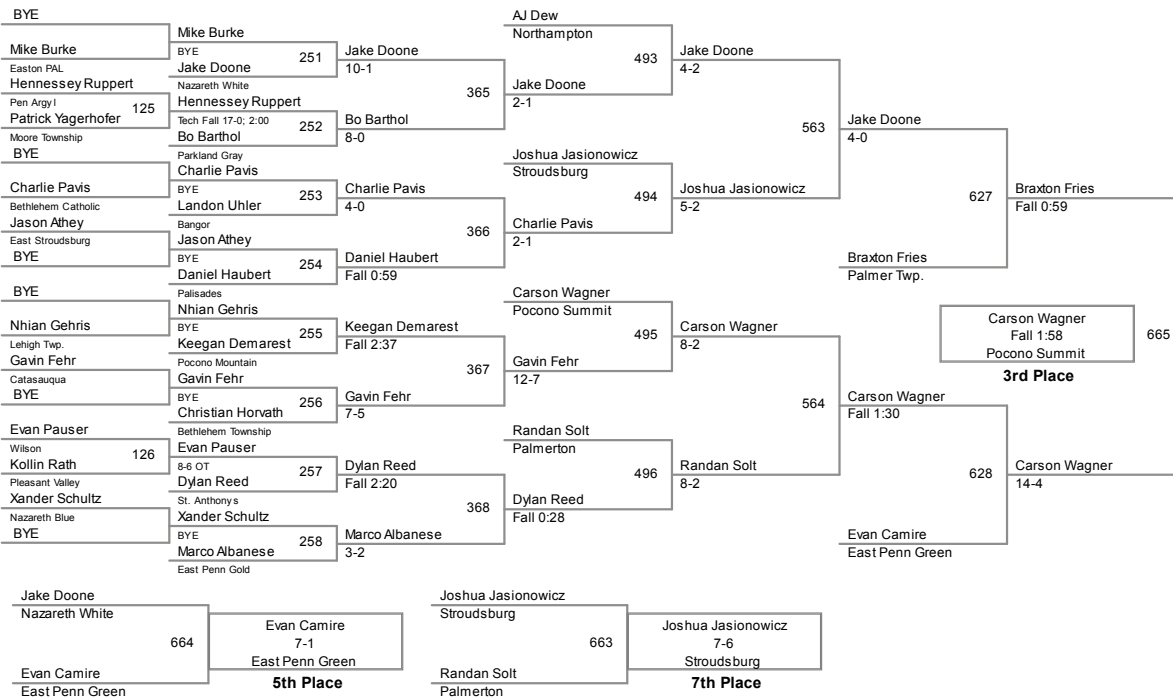 BYE
Mike Burke
Easton PAL
Hennessey Ruppert
Pen Argyl
125
Patrick Yagerhofer
Moore Township
BYE
Charlie Pavis
Bethlehem Catholic
Jason Athey
East Stroudsburg
BYE
BYE
Nhian Gehris
Lehigh Twp.
Gavin Fehr
Catasauqua
BYE
Evan Pauser
Wilson
126
Kollin Rath
Pleasant Valley
Xander Schultz
Nazareth Blue
BYE
Mike Burke
BYE
251
Jake Doone
Nazareth White
Hennessey Ruppert
Tech Fall 17-0; 2:00
252
Bo Barthol
Parkland Gray
Charlie Pavis
BYE
253
Landon Uhler
Bangor
Jason Athey
BYE
254
Daniel Haubert
Palisades
Nhian Gehris
BYE
255
Keegan Demarest
Pocono Mountain
Gavin Fehr
BYE
256
Christian Horvath
Bethlehem Township
Evan Pauser
8-6 OT
257
Dylan Reed
St. Anthonys
Xander Schultz
BYE
258
Marco Albanese
East Penn Gold
Jake Doone
10-1
365
Bo Barthol
8-0
Charlie Pavis
4-0
366
Daniel Haubert
Fall 0:59
Keegan Demarest
Fall 2:37
367
Gavin Fehr
7-5
Dylan Reed
Fall 2:20
368
Marco Albanese
3-2
AJ Dew
Northampton
493
Jake Doone
2-1
Joshua Jasionowicz
Stroudsburg
494
Charlie Pavis
2-1
Carson Wagner
Pocono Summit
495
Gavin Fehr
12-7
Randan Solt
Palmerton
496
Dylan Reed
Fall 0:28
Jake Doone
4-2
563
Joshua Jasionowicz
5-2
Carson Wagner
8-2
564
Randan Solt
8-2
Jake Doone
4-0
627
Braxton Fries
Palmer Twp.
Carson Wagner
Fall 1:30
628
Evan Camire
East Penn Green
Braxton Fries
Fall 0:59
Carson Wagner
Fall 1:58
665
Pocono Summit
3rd Place
Carson Wagner
14-4
Jake Doone
Nazareth White
664
Evan Camire
East Penn Green
Evan Camire
7-1
East Penn Green
5th Place
Joshua Jasionowicz
Stroudsburg
663
Randan Solt
Palmerton
Joshua Jasionowicz
7-6
Stroudsburg
7th Place